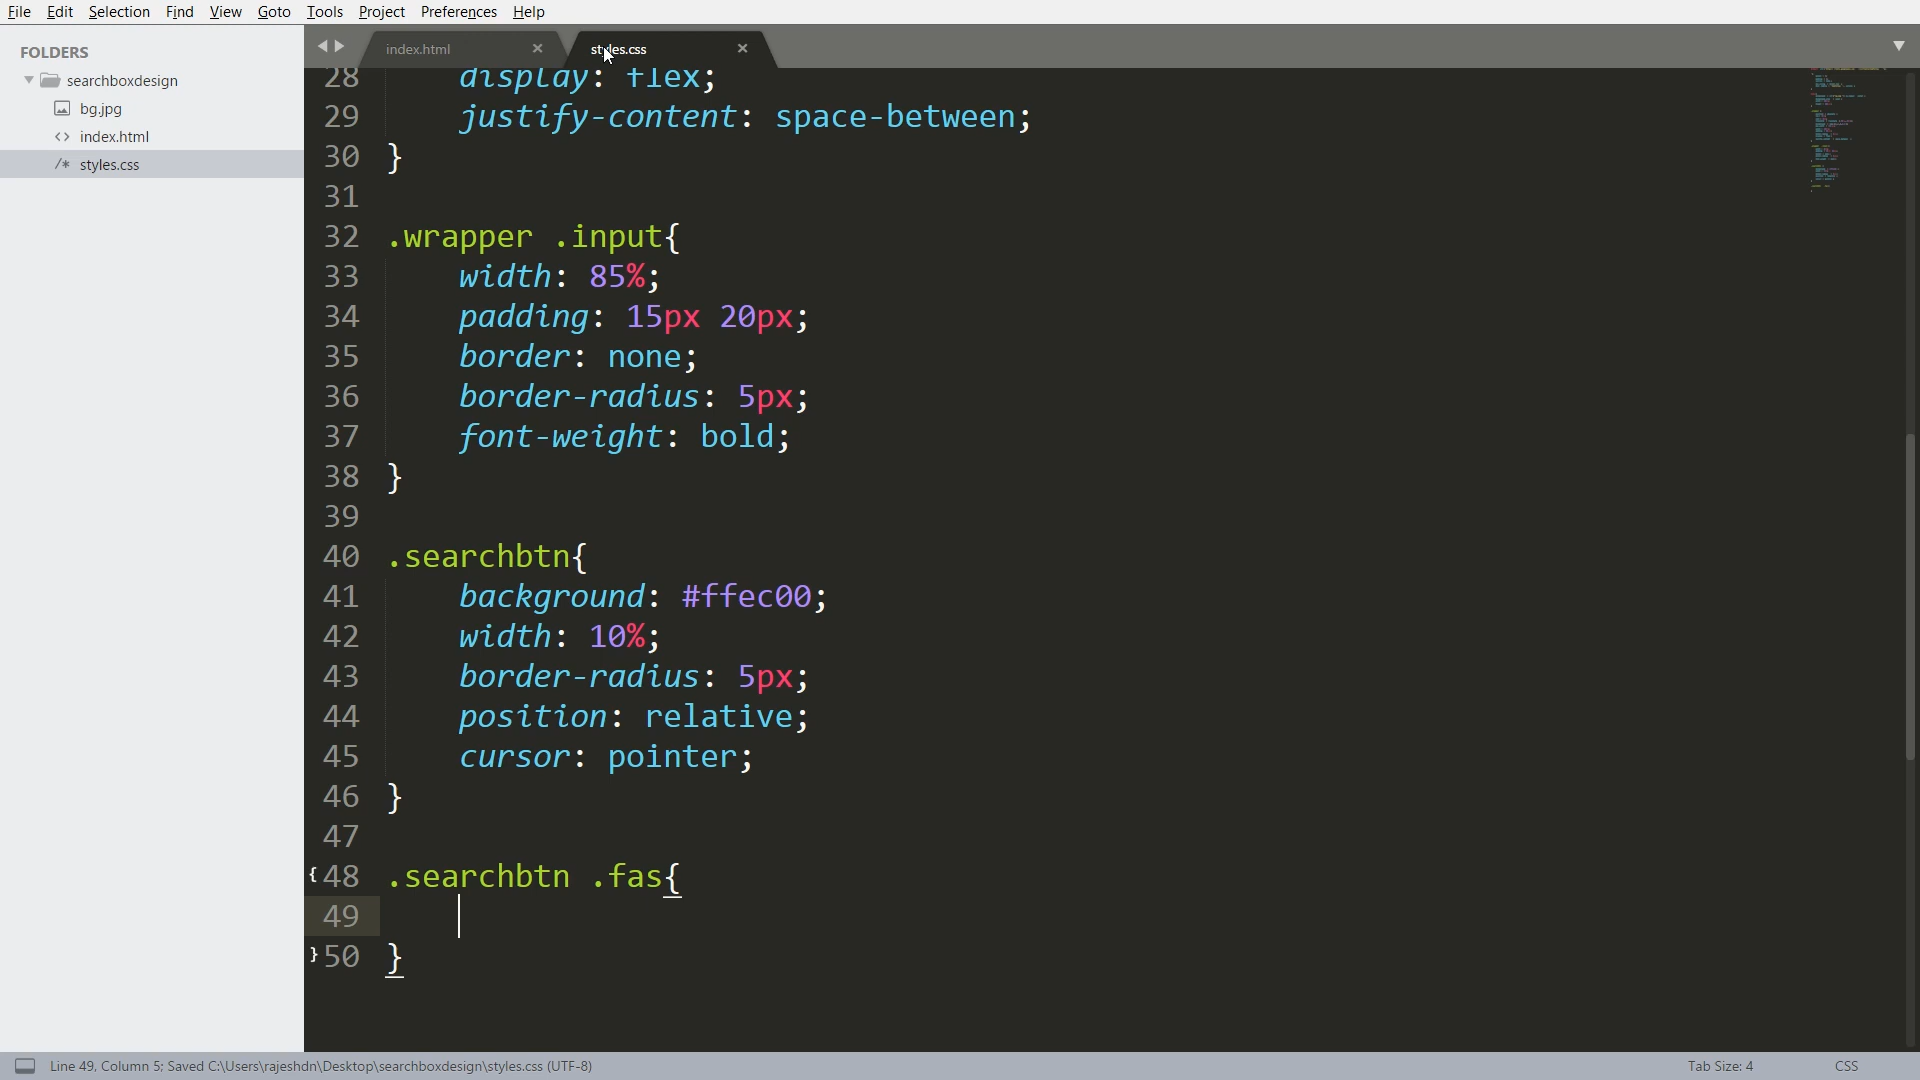 File Edit Selection Find View Goto Tools Project Preferences Help
FOLDERS
searchboxdesign
bg.jpg
index.html
styles.css
index.html
styles.css
28 display: flex;
29 justify-content: space-between;
30 }
31
32 .wrapper .input{
33 width: 85%;
34 padding: 15px 20px;
35 border: none;
36 border-radius: 5px;
37 font-weight: bold;
38 }
39
40 .searchbtn{
41 background: #ffec00;
42 width: 10%;
43 border-radius: 5px;
44 position: relative;
45 cursor: pointer;
46 }
47
48 .searchbtn .fas{
49
50 }
Line 49, Column 5; Saved C:\Users\rajeshdn\Desktop\searchboxdesign\styles.css (UTF-8)
Tab Size: 4 CSS